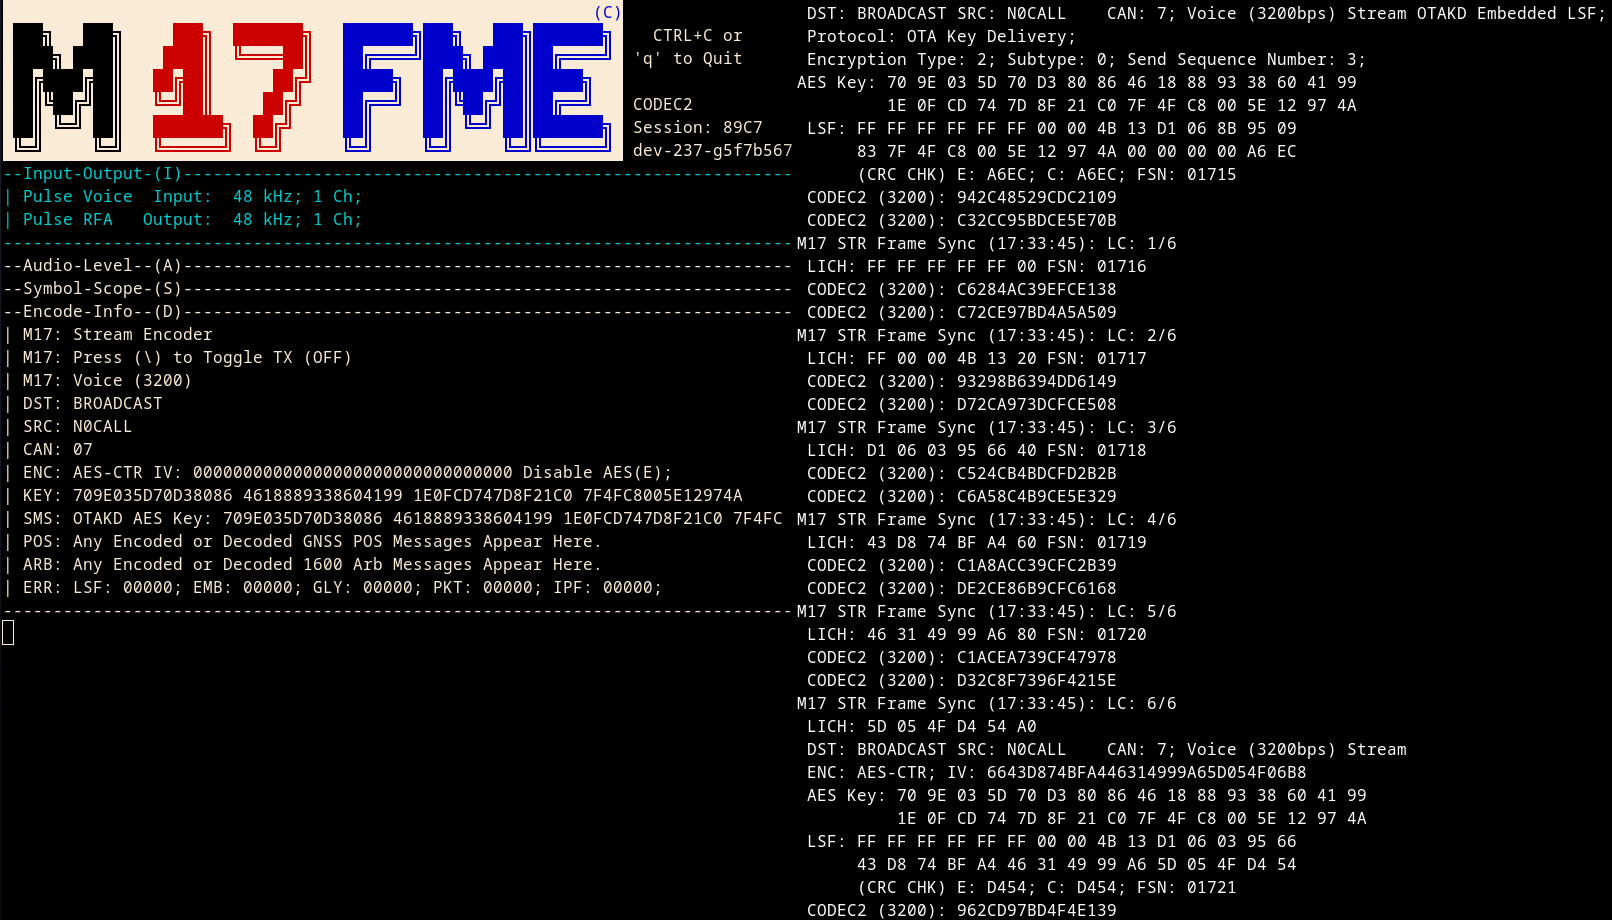 (C)
M17 FME
CTRL+C or
'q' to Quit
CODEC2
Session: 89C7
dev-237-g5f7b567
--Input-Output-(I)-------------------------------------------------------------
| Pulse Voice  Input:  48 kHz; 1 Ch;
| Pulse RFA   Output:  48 kHz; 1 Ch;
-------------------------------------------------------------------------------
--Audio-Level--(A)-------------------------------------------------------------
--Symbol-Scope-(S)-------------------------------------------------------------
--Encode-Info--(D)-------------------------------------------------------------
| M17: Stream Encoder
| M17: Press (\) to Toggle TX (OFF)
| M17: Voice (3200)
| DST: BROADCAST
| SRC: N0CALL
| CAN: 07
| ENC: AES-CTR IV: 00000000000000000000000000000000 Disable AES(E);
| KEY: 709E035D70D38086 4618889338604199 1E0FCD747D8F21C0 7F4FC8005E12974A
| SMS: OTAKD AES Key: 709E035D70D38086 4618889338604199 1E0FCD747D8F21C0 7F4FC
| POS: Any Encoded or Decoded GNSS POS Messages Appear Here.
| ARB: Any Encoded or Decoded 1600 Arb Messages Appear Here.
| ERR: LSF: 00000; EMB: 00000; GLY: 00000; PKT: 00000; IPF: 00000;
-------------------------------------------------------------------------------
DST: BROADCAST SRC: N0CALL    CAN: 7; Voice (3200bps) Stream OTAKD Embedded LSF;
Protocol: OTA Key Delivery;
Encryption Type: 2; Subtype: 0; Send Sequence Number: 3;
AES Key: 70 9E 03 5D 70 D3 80 86 46 18 88 93 38 60 41 99
1E 0F CD 74 7D 8F 21 C0 7F 4F C8 00 5E 12 97 4A
LSF: FF FF FF FF FF FF 00 00 4B 13 D1 06 8B 95 09
83 7F 4F C8 00 5E 12 97 4A 00 00 00 00 A6 EC
(CRC CHK) E: A6EC; C: A6EC; FSN: 01715
CODEC2 (3200): 942C48529CDC2109
CODEC2 (3200): C32CC95BDCE5E70B
M17 STR Frame Sync (17:33:45): LC: 1/6
LICH: FF FF FF FF FF 00 FSN: 01716
CODEC2 (3200): C6284AC39EFCE138
CODEC2 (3200): C72CE97BD4A5A509
M17 STR Frame Sync (17:33:45): LC: 2/6
LICH: FF 00 00 4B 13 20 FSN: 01717
CODEC2 (3200): 93298B6394DD6149
CODEC2 (3200): D72CA973DCFCE508
M17 STR Frame Sync (17:33:45): LC: 3/6
LICH: D1 06 03 95 66 40 FSN: 01718
CODEC2 (3200): C524CB4BDCFD2B2B
CODEC2 (3200): C6A58C4B9CE5E329
M17 STR Frame Sync (17:33:45): LC: 4/6
LICH: 43 D8 74 BF A4 60 FSN: 01719
CODEC2 (3200): C1A8ACC39CFC2B39
CODEC2 (3200): DE2CE86B9CFC6168
M17 STR Frame Sync (17:33:45): LC: 5/6
LICH: 46 31 49 99 A6 80 FSN: 01720
CODEC2 (3200): C1ACEA739CF47978
CODEC2 (3200): D32C8F7396F4215E
M17 STR Frame Sync (17:33:45): LC: 6/6
LICH: 5D 05 4F D4 54 A0
DST: BROADCAST SRC: N0CALL    CAN: 7; Voice (3200bps) Stream
ENC: AES-CTR; IV: 6643D874BFA446314999A65D054F06B8
AES Key: 70 9E 03 5D 70 D3 80 86 46 18 88 93 38 60 41 99
1E 0F CD 74 7D 8F 21 C0 7F 4F C8 00 5E 12 97 4A
LSF: FF FF FF FF FF FF 00 00 4B 13 D1 06 03 95 66
43 D8 74 BF A4 46 31 49 99 A6 5D 05 4F D4 54
(CRC CHK) E: D454; C: D454; FSN: 01721
CODEC2 (3200): 962CD97BD4F4E139